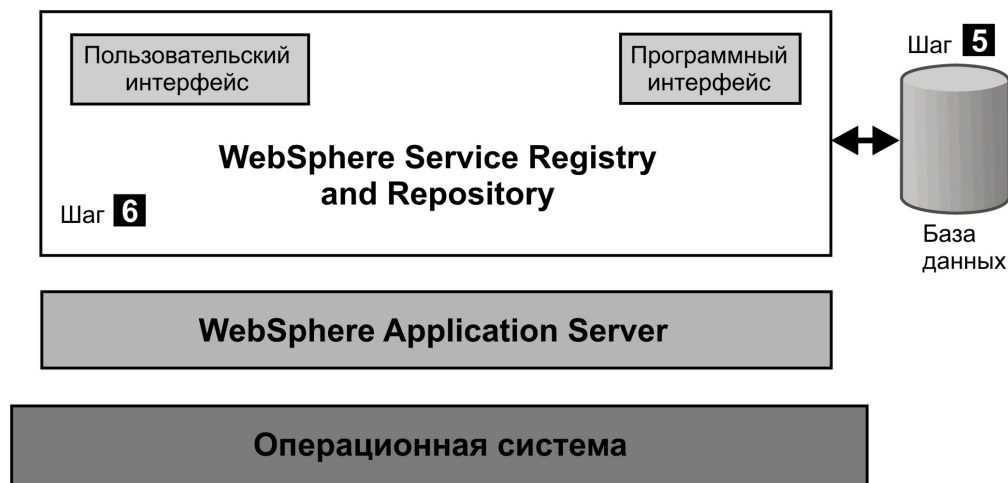 Пользовательский
интерфейс
Программный
интерфейс
Шаг 5
WebSphere Service Registry
and Repository
Шаг 6
База
данных
WebSphere Application Server
Операционная система